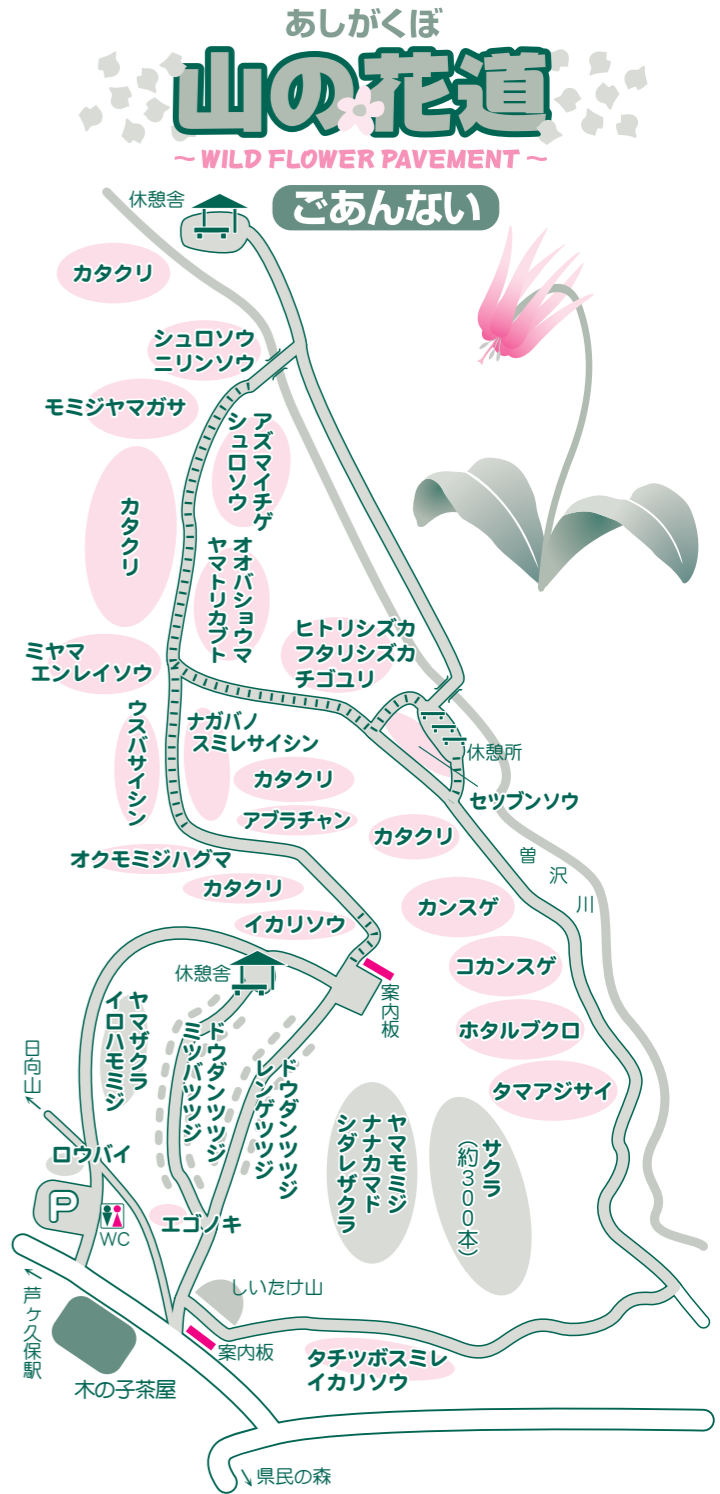 あしがくぼ
山の花道
～WILD FLOWER PAVEMENT～
ごあんない
休憩舎
カタクリ
シュロソウ
ニリンソウ
モミジヤマガサ
アズマイチゲ
シュロソウ
カタクリ
オオバショウマ
ヤマトリカブト
ヒトリシズカ
フタリシズカ
チゴユリ
ミヤマ
エンレイソウ
ウスバサイシン
ナガバノ
スミレサイシン
休憩所
カタクリ
セツブンソウ
アブラチャン
カタクリ
オクモミジハグマ
曽沢川
カタクリ
カンスゲ
イカリソウ
コカンスゲ
休憩舎
案内板
ヤマザクラ
イロハモミジ
ホタルブクロ
ドウダンツツジ
ミツバツツジ
ドウダンツツジ
レンゲツツジ
日向山
タマアジサイ
ヤマモミジ
ナナカマド
シダレザクラ
サクラ
（約300本）
ロウバイ
P
WC
エゴノキ
しいたけ山
芦ヶ久保駅
案内板
タチツボスミレ
イカリソウ
木の子茶屋
県民の森